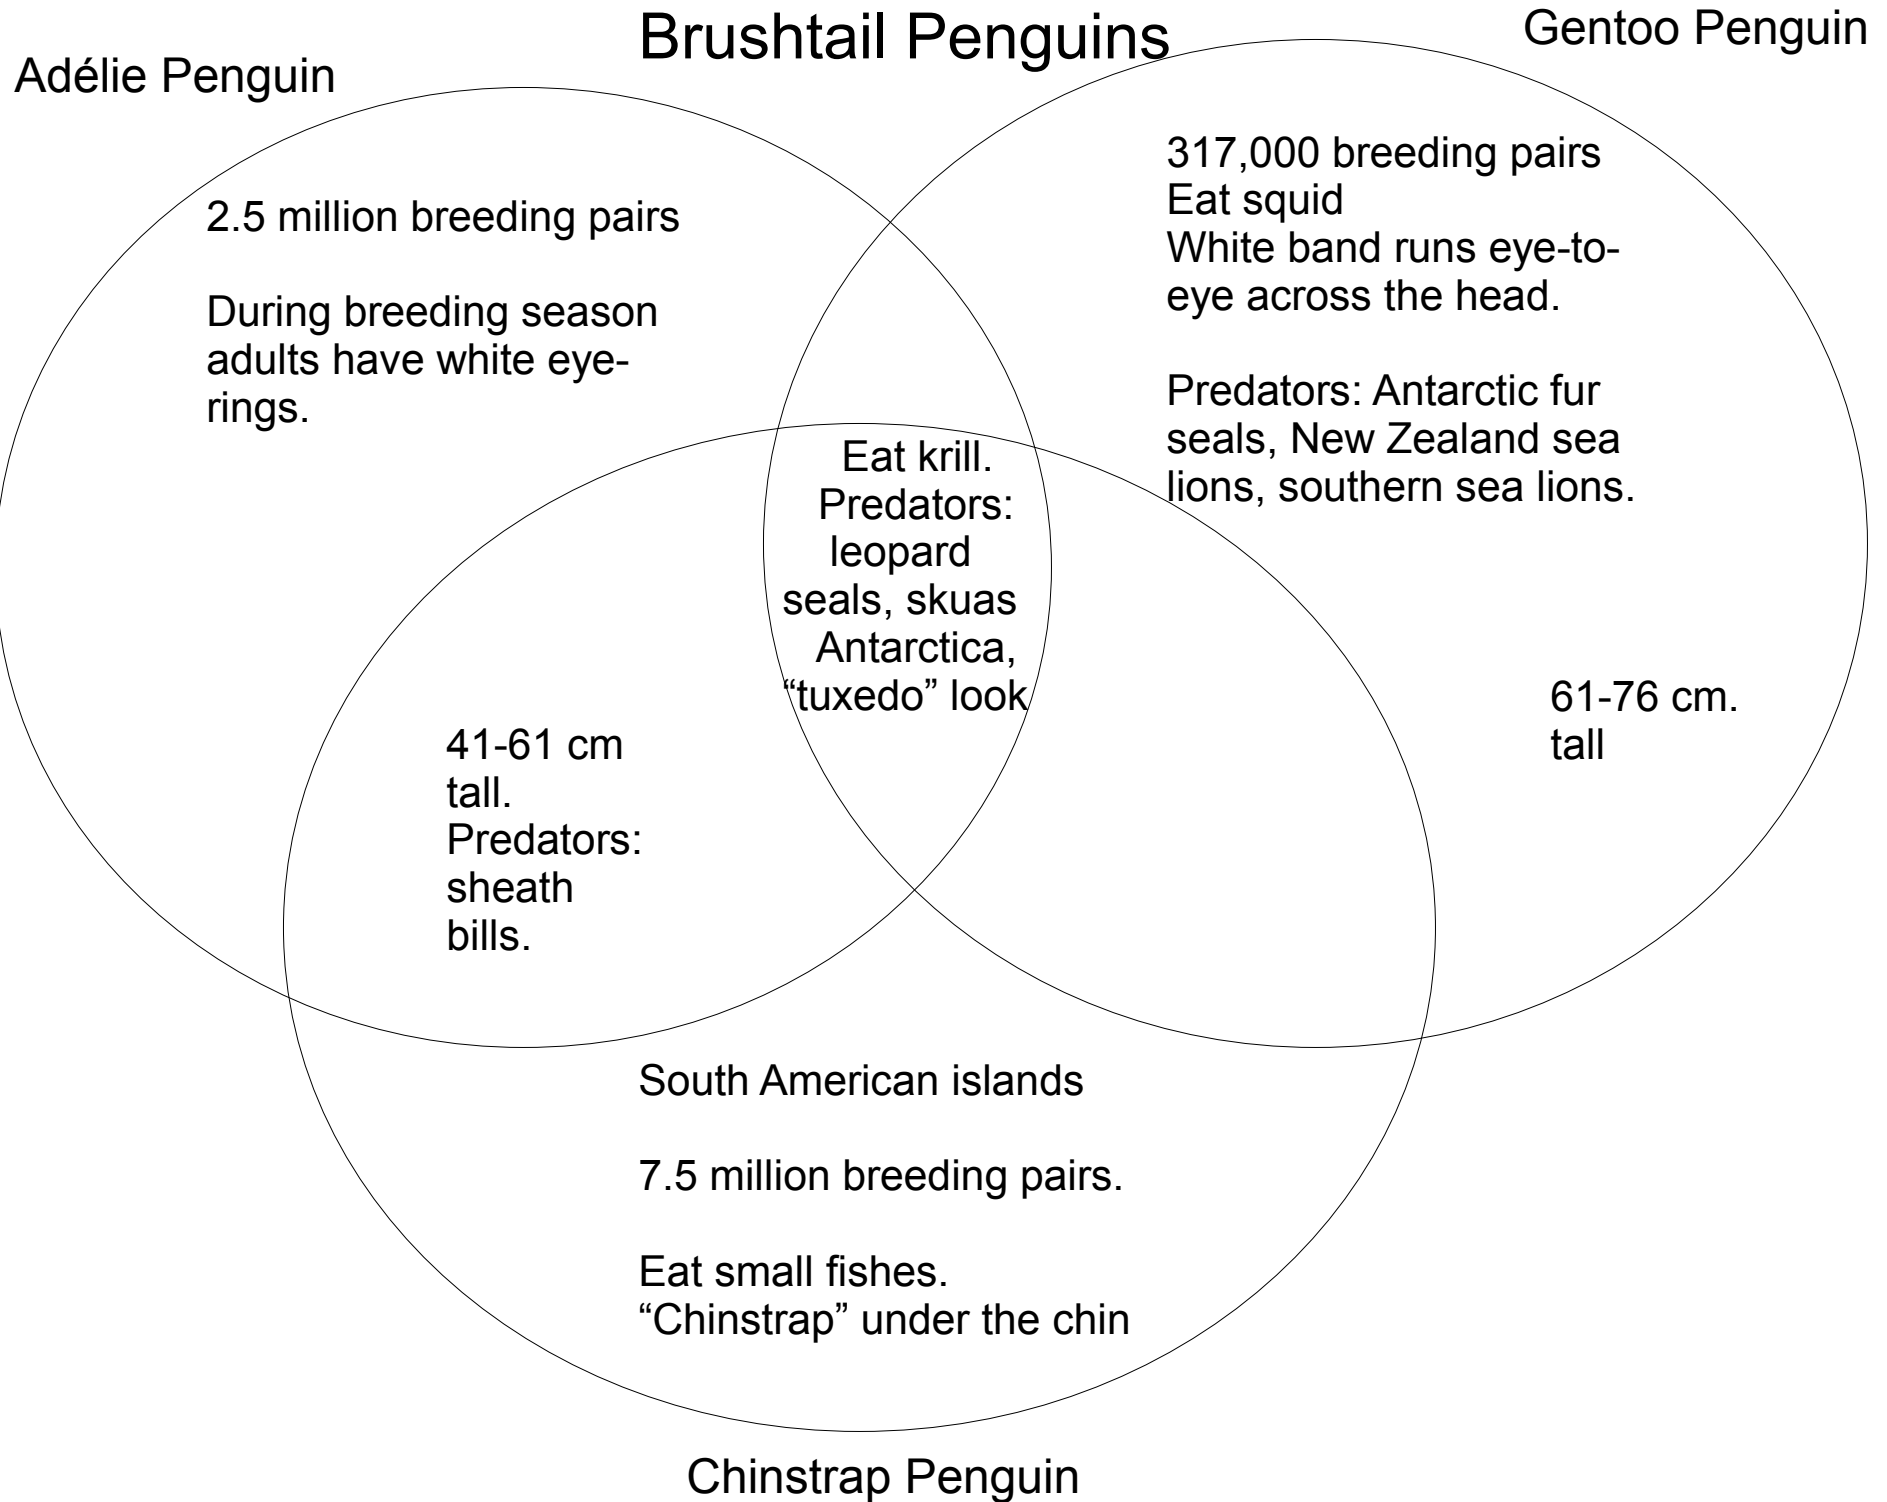 Brushtail Penguins
Gentoo Penguin
Adélie Penguin
2.5 million breeding pairs
During breeding season
adults have white eye-
rings.
317,000 breeding pairs
Eat squid
White band runs eye-to-
eye across the head.
Predators: Antarctic fur
seals, New Zealand sea
lions, southern sea lions.
Eat krill.
Predators:
leopard
seals, skuas
Antarctica,
“tuxedo” look
61-76 cm.
tall
41-61 cm
tall.
Predators:
sheath
bills.
South American islands
7.5 million breeding pairs.
Eat small fishes.
“Chinstrap” under the chin
Chinstrap Penguin